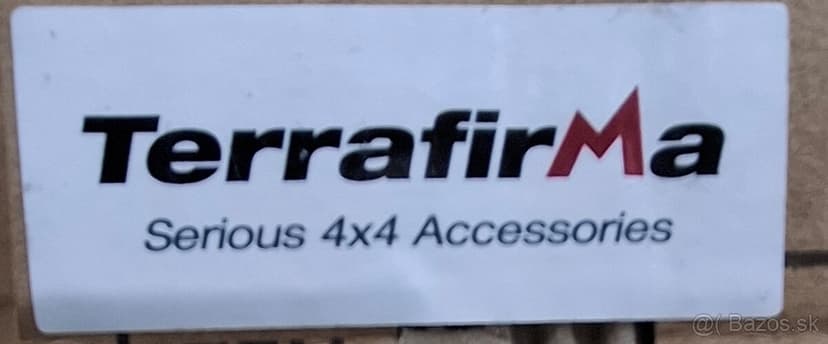 TerrafirMa
Serious 4x4 Accessories
@( Bazos.sk